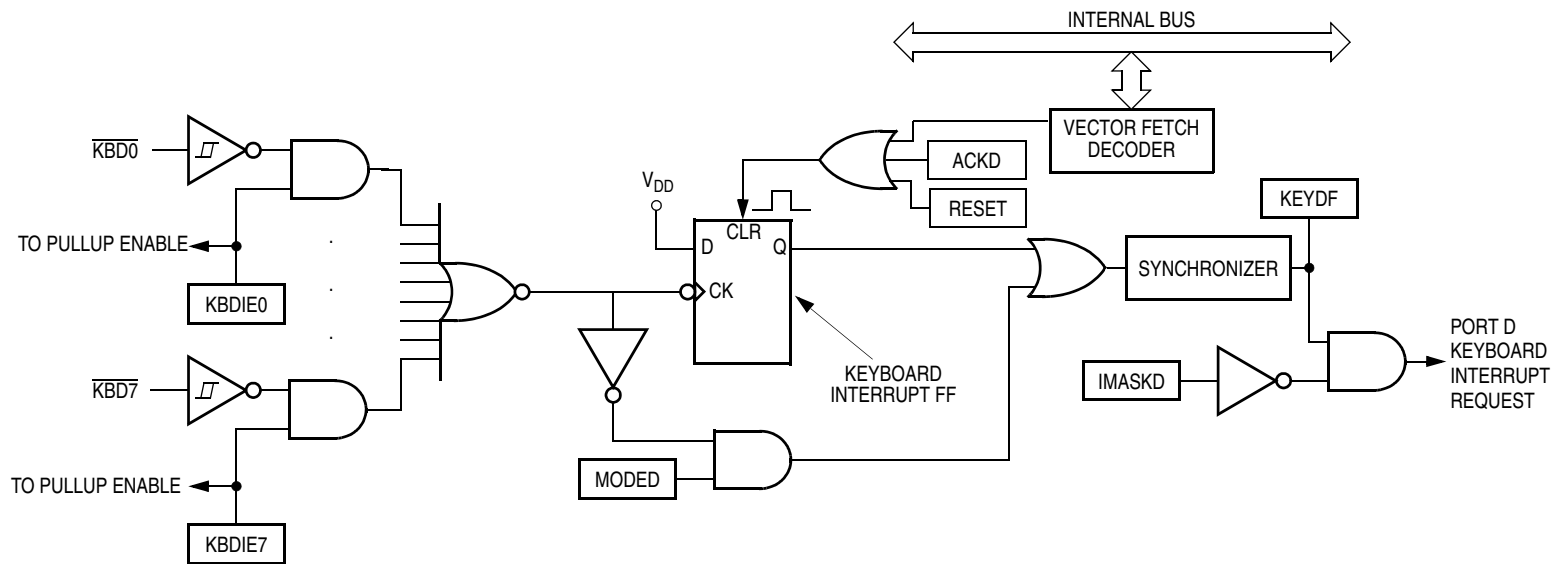 INTERNAL BUS
VECTOR FETCH
DECODER
KBD0
ACKD
VDD
RESET
KEYDF
TO PULLUP ENABLE
CLR
D
Q
SYNCHRONIZER
KBDIE0
CK
PORT D
KEYBOARD
INTERRUPT
REQUEST
KEYBOARD
INTERRUPT FF
KBD7
IMASKD
MODED
TO PULLUP ENABLE
KBDIE7